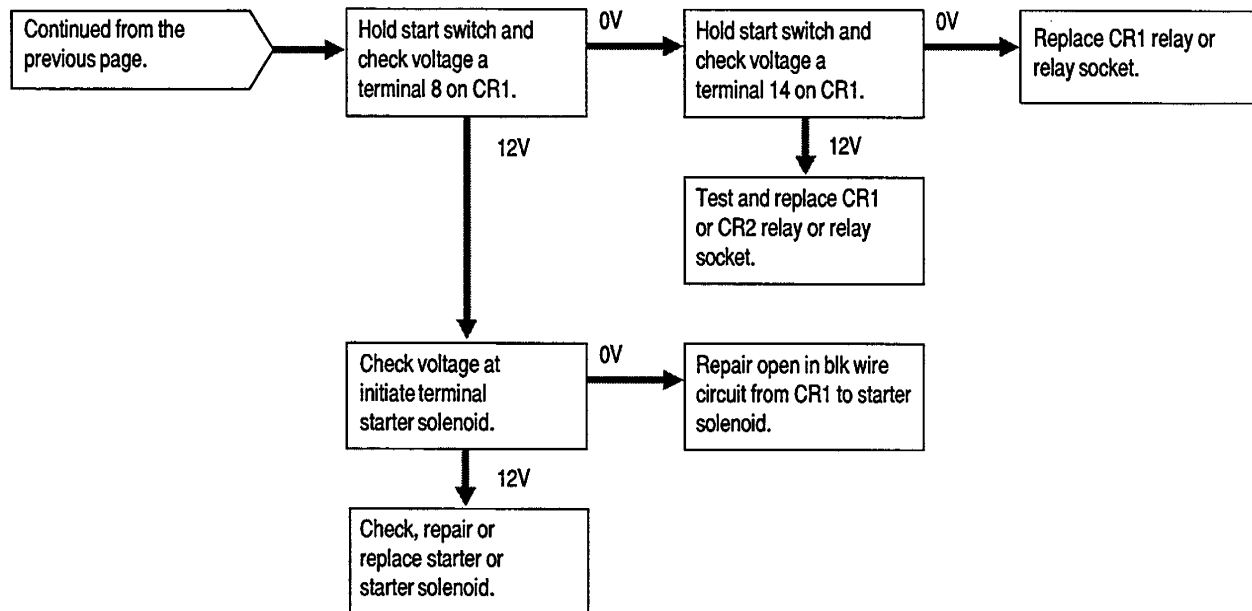 Continued from the
previous page.
Hold start switch and
check voltage a
terminal 8 on CR1.
0V
Hold start switch and
check voltage a
terminal 14 on CR1.
0V
Replace CR1 relay or
relay socket.
12V
12V
Test and replace CR1
or CR2 relay or relay
socket.
Check voltage at
initiate terminal
starter solenoid.
0V
Repair open in blk wire
circuit from CR1 to starter
solenoid.
12V
Check, repair or
replace starter or
starter solenoid.